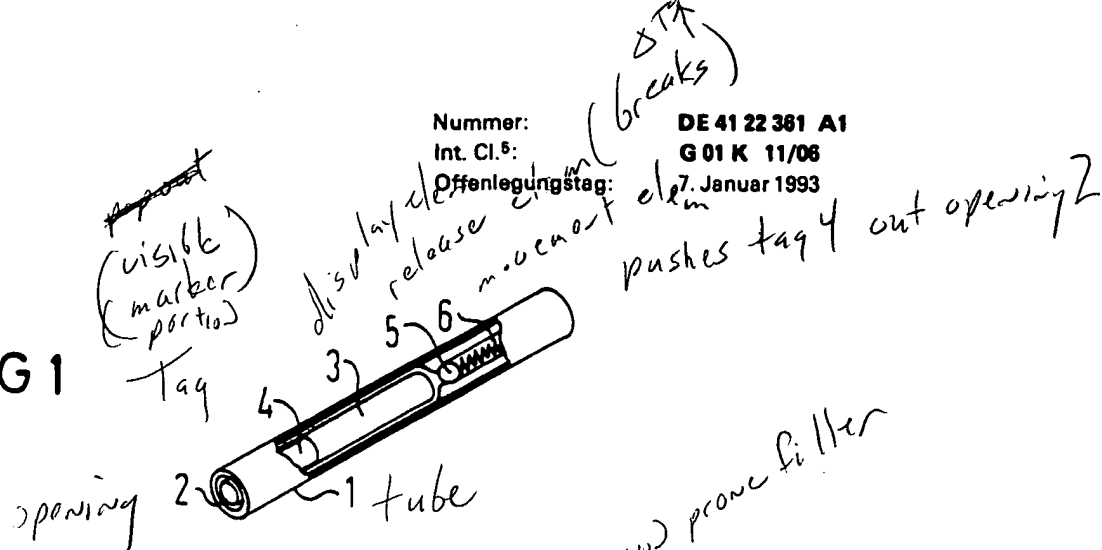 ΔT↑
(breaks)
Nummer: DE 41 22 361 A1
Int. Cl.5: G 01 K 11/06
Offenlegungstag: 7. Januar 1993
display elem
release elem
movement elem
pushes tag 4 out opening 2
(visible
marker
portion)
Tag
G 1
6
5
3
4
2
1
opening
tube
prone filler